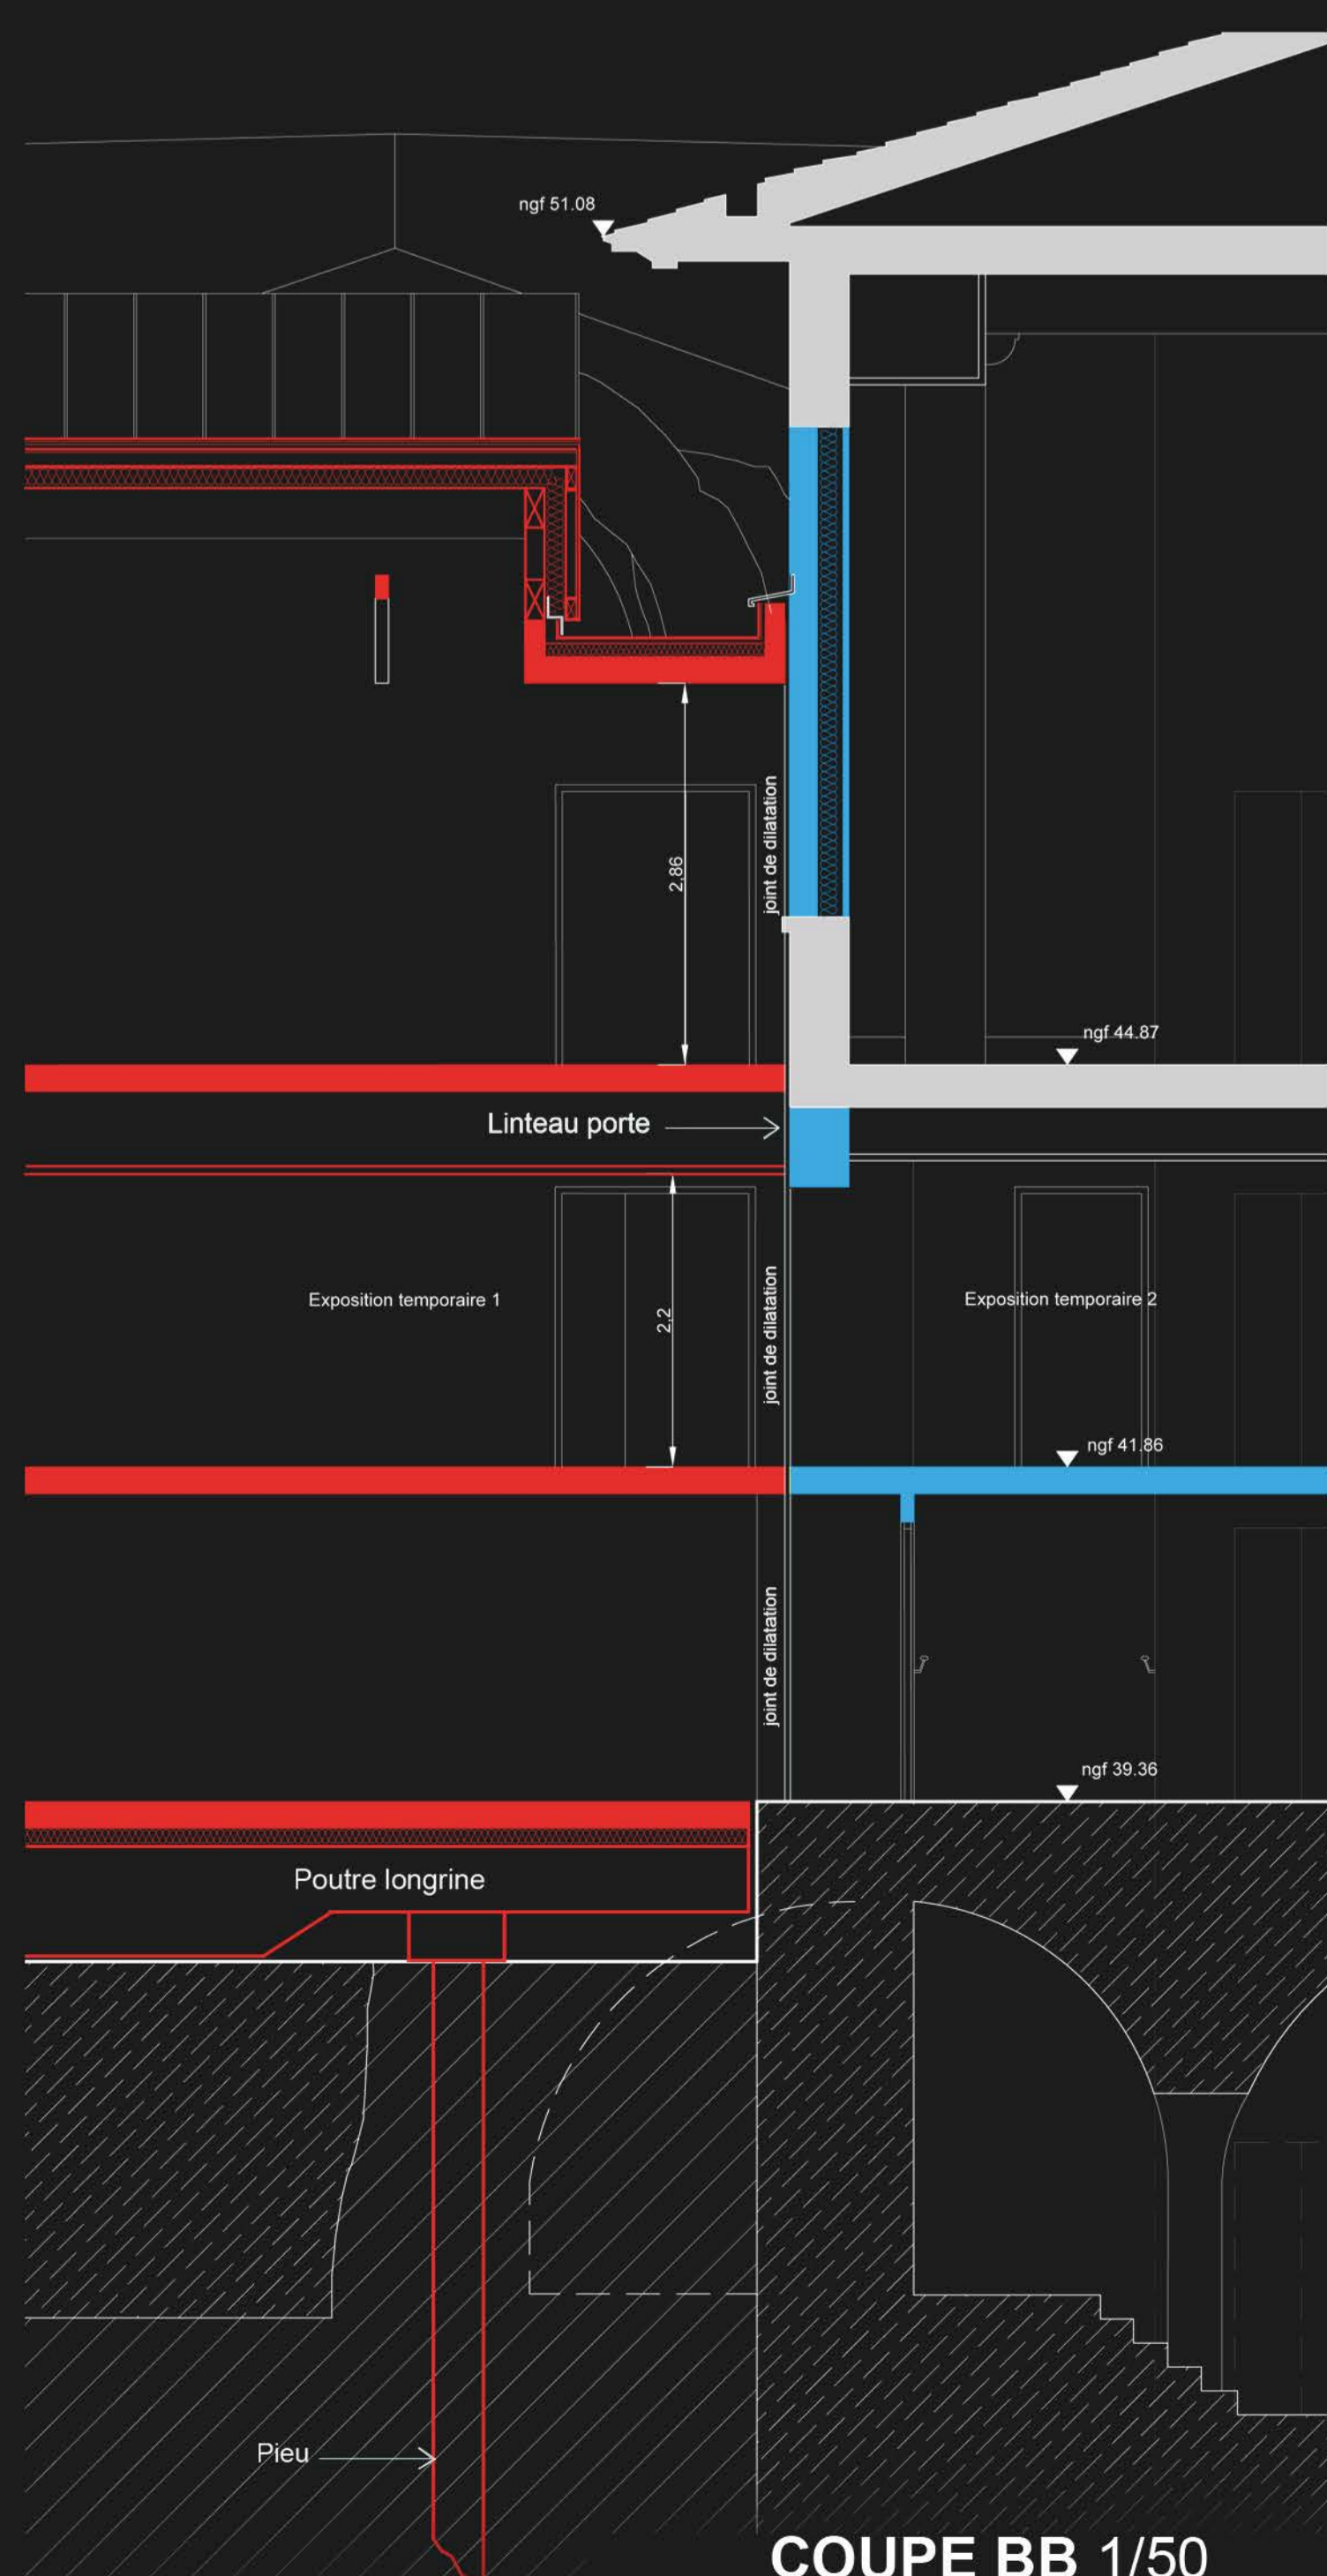 ngf 51.08
joint de dilatation
2,86
ngf 44.87
Linteau porte
Exposition temporaire 1
2,2
joint de dilatation
Exposition temporaire 2
ngf 41.86
joint de dilatation
ngf 39.36
Poutre longrine
Pieu
COUPE BB 1/50